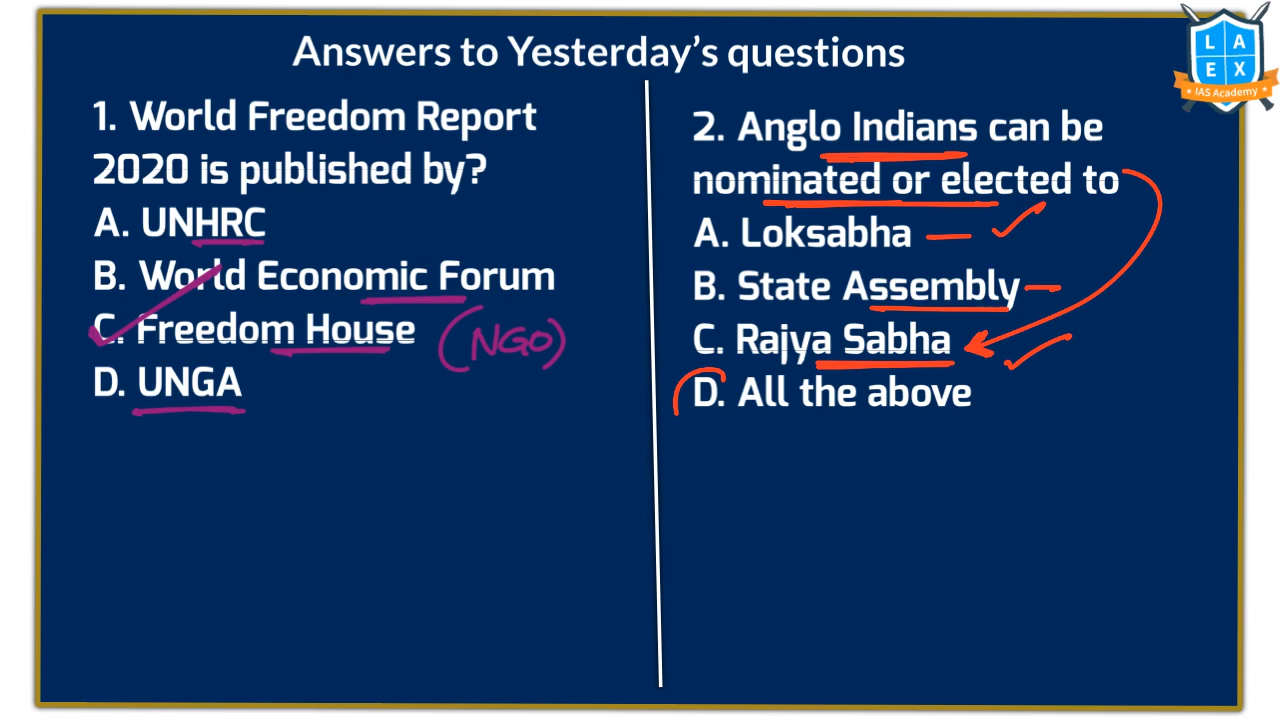 Answers to Yesterday's questions
1. World Freedom Report
2020 is published by?
A. UNHRC
B. World Economic Forum
C. Freedom House (NGO)
D. UNGA
2. Anglo Indians can be
nominated or elected to
A. Loksabha
B. State Assembly
C. Rajya Sabha
D. All the above
L A
E X
IAS Academy